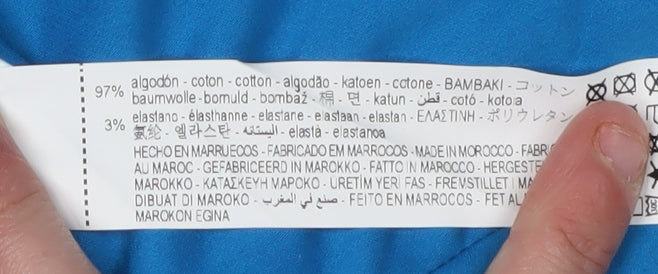 97% algodón - coton - cotton - algodão - katoen - cotone - ΒΑΜΒΑΚΙ - コットン
baumwolle - bomuld - bombaž - 棉 - 면 - katun - قطن - cotó - kotoia
3% elastano - élasthanne - elastane - elastaan - elastan - ΕΛΑΣΤΙΝΗ - ポリウレタン
氨纶 - 엘라스탄 - اليستانه - elastà - elastanoa
HECHO EN MARRUECOS - FABRICADO EM MARROCOS - MADE IN MOROCCO - FABRI
AU MAROC - GEFABRICEERD IN MAROKKO - FATTO IN MAROCCO - HERGESTE
MAROKKO - ΚΑΤΑΣΚΕΥΗ ΜΑΡΟΚΟ - ÜRETİM YERİ FAS - FREMSTILLET I MA
DIBUAT DI MAROKO - صنع في المغرب - FEITO EN MARROCOS - FET AL
MAROKON EGINA